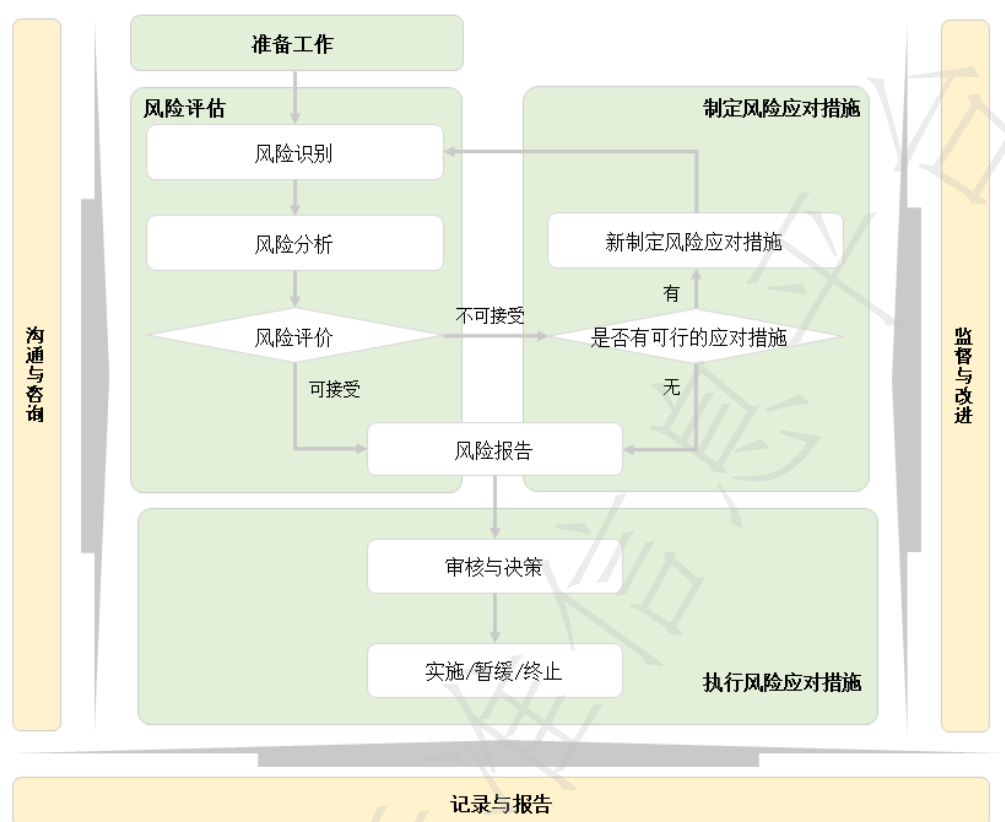 准备工作
风险评估
制定风险应对措施
风险识别
风险分析
新制定风险应对措施
有
不可接受
风险评价
是否有可行的应对措施
可接受
无
风险报告
审核与决策
实施/暂缓/终止
执行风险应对措施
沟通与咨询
监督与改进
记录与报告